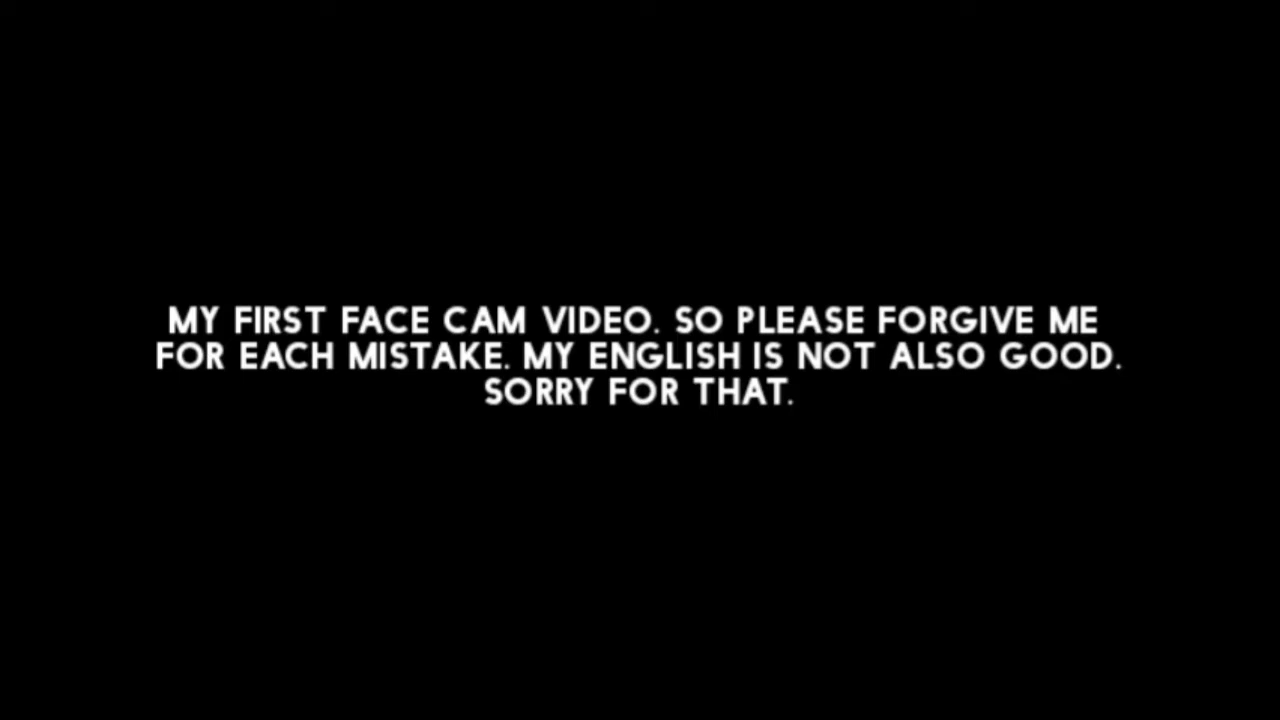 MY FIRST FACE CAM VIDEO. SO PLEASE FORGIVE ME
FOR EACH MISTAKE. MY ENGLISH IS NOT ALSO GOOD.
SORRY FOR THAT.